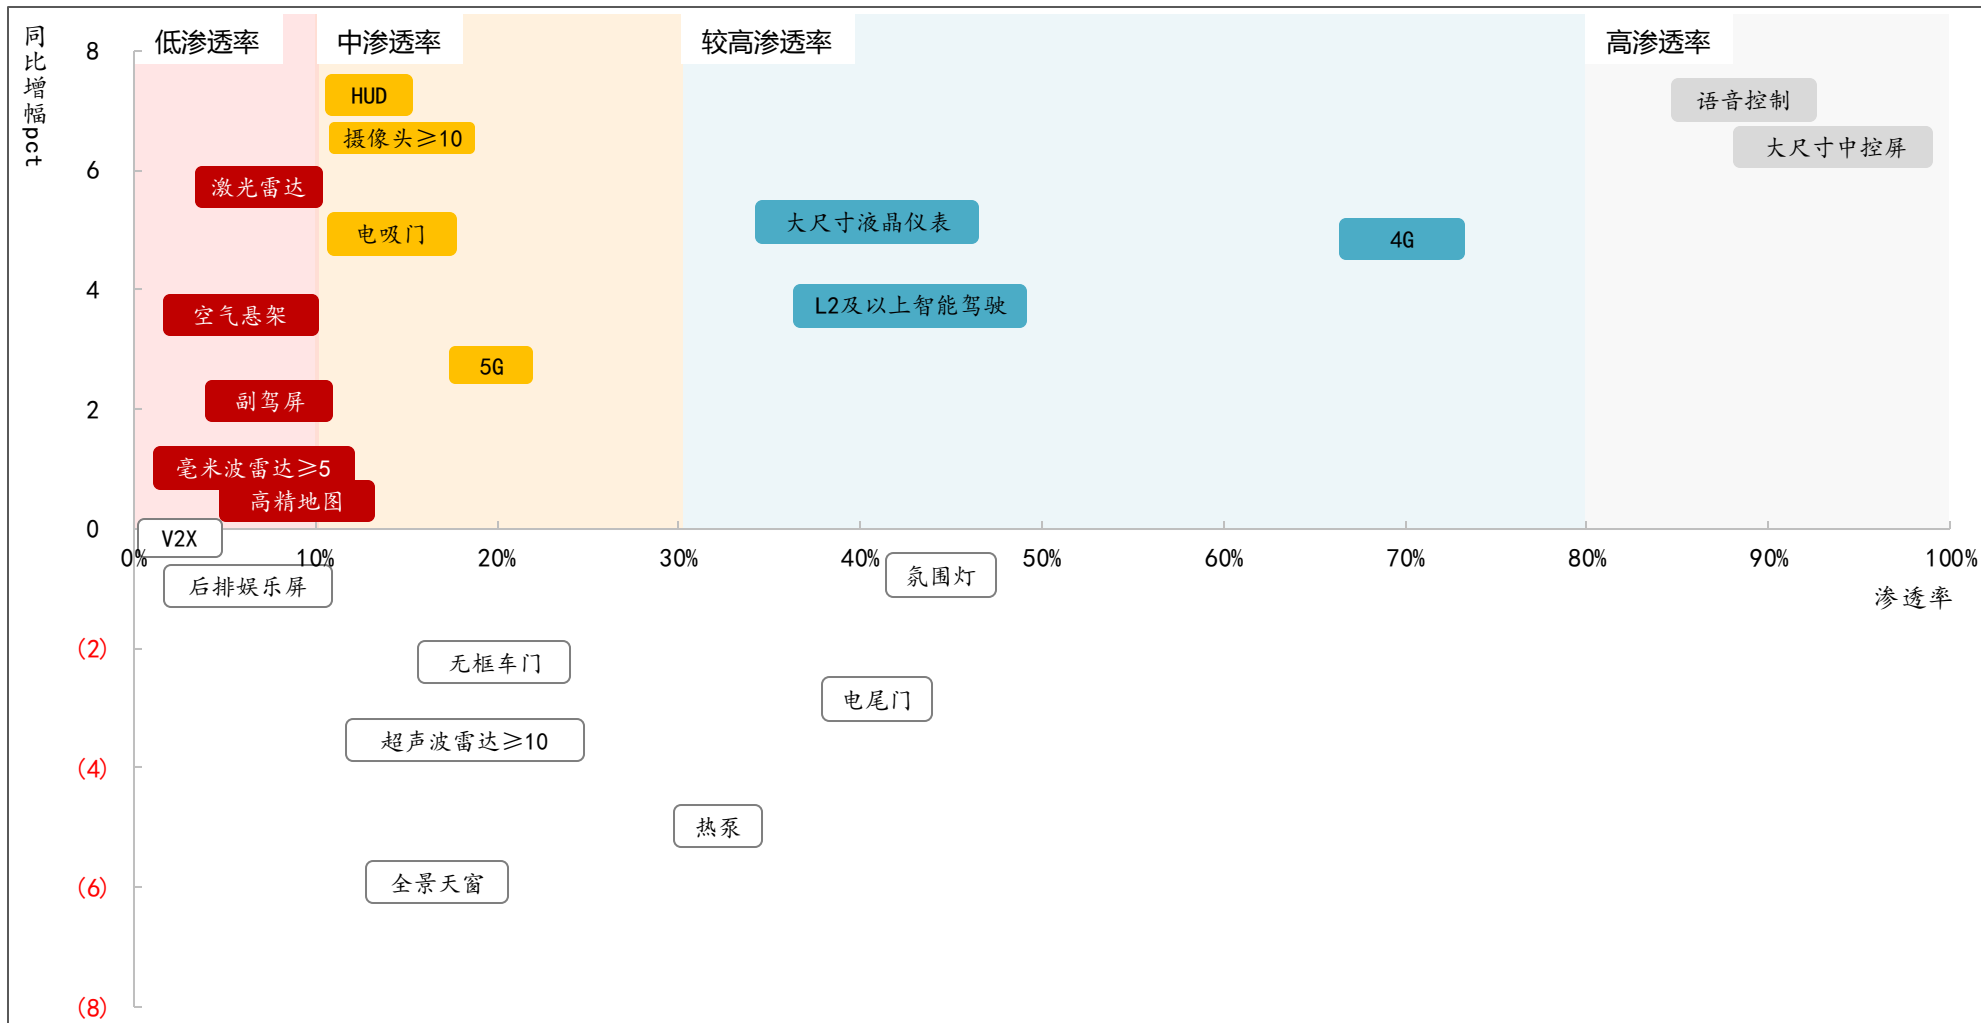 同比增幅pct
低渗透率
中渗透率
较高渗透率
高渗透率
8
HUD
语音控制
摄像头≥10
大尺寸中控屏
6
激光雷达
电吸门
大尺寸液晶仪表
4G
4
空气悬架
L2及以上智能驾驶
5G
2
副驾屏
毫米波雷达≥5
高精地图
0
V2X
0%
10%
20%
30%
40%
50%
60%
70%
80%
90%
100%
后排娱乐屏
氛围灯
渗透率
(2)
无框车门
电尾门
超声波雷达≥10
(4)
热泵
(6)
全景天窗
(8)